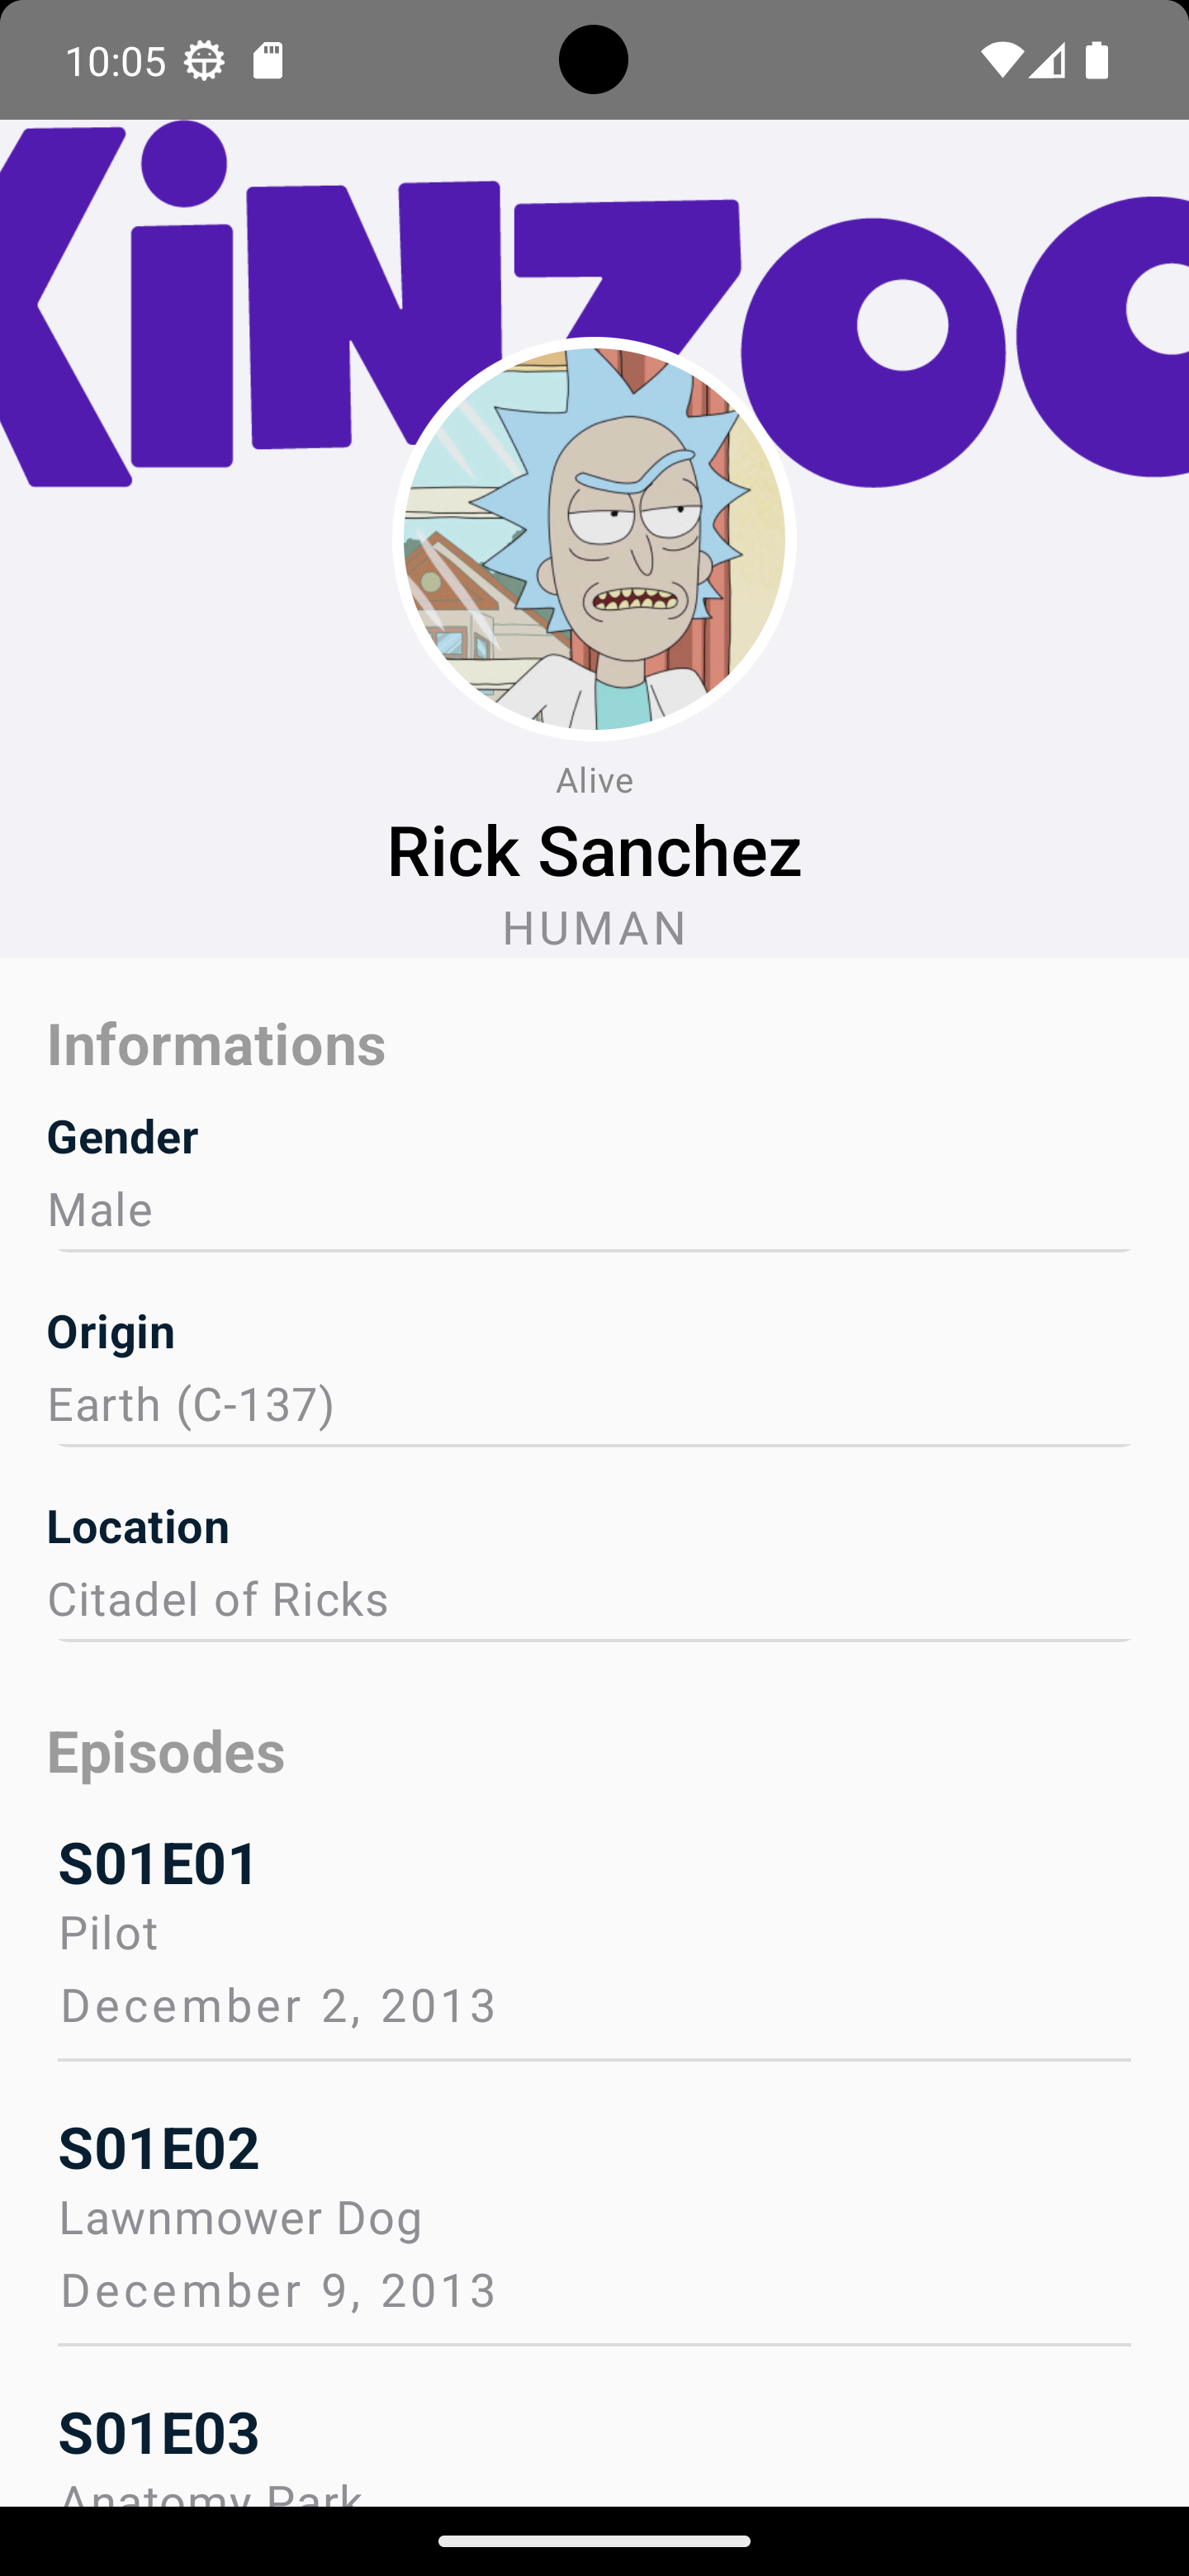 10:05
KiNZOO
Alive
Rick Sanchez
HUMAN
Informations
Gender
Male
Origin
Earth (C-137)
Location
Citadel of Ricks
Episodes
S01E01
Pilot
December 2, 2013
S01E02
Lawnmower Dog
December 9, 2013
S01E03
Anatomy Park